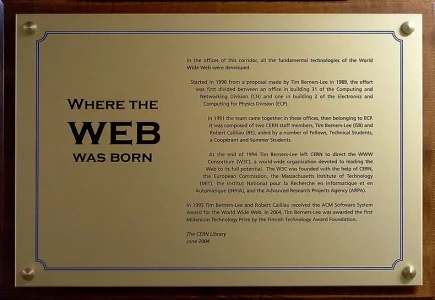 WHERE THE
WEB
WAS BORN
In the offices of this corridor, all the fundamental technologies of the World
Wide Web were developed.
Started in 1990 from a proposal made by Tim Berners-Lee in 1989, the effort
was first divided between an office in building 31 of the Computing and
Networking Division (CN) and one in building 2 of the Electronics and
Computing for Physics Division (ECP).
In 1991 the team came together in these offices, then belonging to ECP.
It was composed of two CERN staff members, Tim Berners-Lee (GB) and
Robert Cailliau (BE), aided by a number of Fellows, Technical Students,
a Coopérant and Summer Students.
At the end of 1994 Tim Berners-Lee left CERN to direct the WWW
Consortium (W3C), a world-wide organization devoted to leading the
Web to its full potential. The W3C was founded with the help of CERN,
the European Commission, the Massachusetts Institute of Technology
(MIT), the Institut National pour la Recherche en Informatique et en
Automatique (INRIA), and the Advanced Research Projects Agency (ARPA).
In 1995 Tim Berners-Lee and Robert Cailliau received the ACM Software System
Award for the World Wide Web. In 2004, Tim Berners-Lee was awarded the first
Millenium Technology Prize by the Finnish Technology Award Foundation.
The CERN Library
June 2004